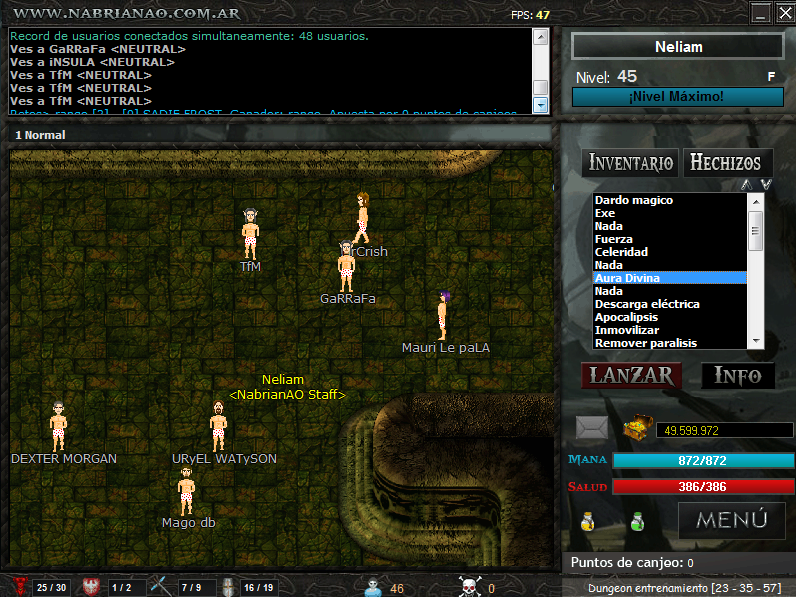 WWW.NABRIANAO.COM.AR
FPS: 47
Record de usuarios conectados simultaneamente: 48 usuarios.
Ves a GaRRaFa <NEUTRAL>
Ves a iNSULA <NEUTRAL>
Ves a TfM <NEUTRAL>
Ves a TfM <NEUTRAL>
Ves a TfM <NEUTRAL>
1 Normal
TfM
rCrish
GaRRaFa
Mauri Le paLA
Neliam
<NabrianAO Staff>
DEXTER MORGAN
URyEL WATySON
Mago db
25 / 30
1 / 2
7 / 9
16 / 19
46
0
Neliam
Nivel: 45
F
¡Nivel Máximo!
INVENTARIO
HECHIZOS
Dardo magico
Exe
Nada
Fuerza
Celeridad
Nada
Aura Divina
Nada
Descarga eléctrica
Apocalipsis
Inmovilizar
Remover paralisis
LANZAR
INFO
49.599.972
MANA
872/872
SALUD
386/386
MENÚ
Puntos de canjeo: 0
Dungeon entrenamiento [23 - 35 - 57]